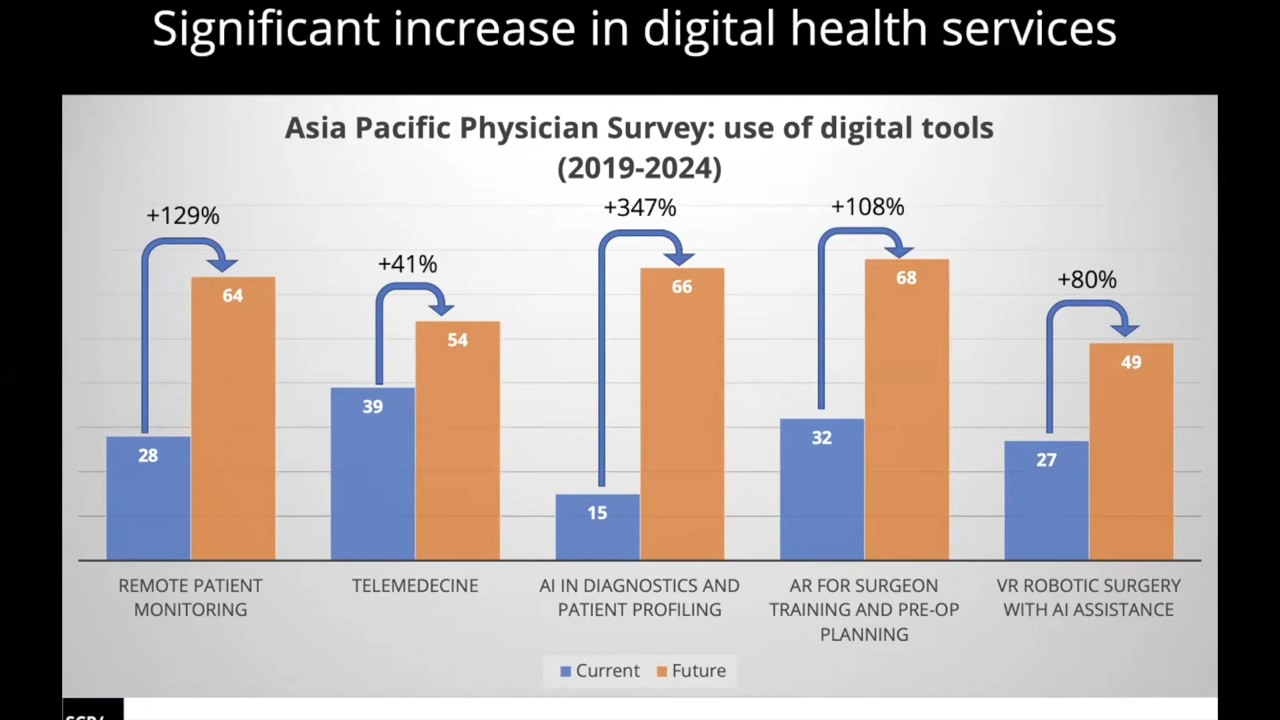 Significant increase in digital health services
Asia Pacific Physician Survey: use of digital tools
(2019-2024)
+129%
+41%
+347%
+108%
+80%
64
54
66
68
49
28
39
15
32
27
REMOTE PATIENT
MONITORING
TELEMEDECINE
AI IN DIAGNOSTICS AND
PATIENT PROFILING
AR FOR SURGEON
TRAINING AND PRE-OP
PLANNING
VR ROBOTIC SURGERY
WITH AI ASSISTANCE
Current
Future